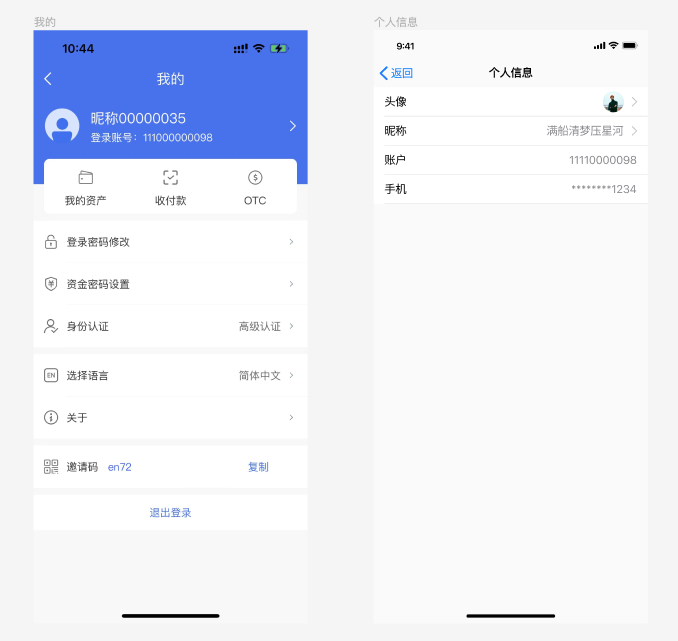 我的
10:44
我的
昵称00000035
登录账号：111000000098
我的资产
收付款
OTC
登录密码修改
资金密码设置
身份认证 高级认证
EN 选择语言 简体中文
关于
邀请码 en72 复制
退出登录
个人信息
9:41
返回 个人信息
头像
昵称 满船清梦压星河
账户 11110000098
手机 ********1234